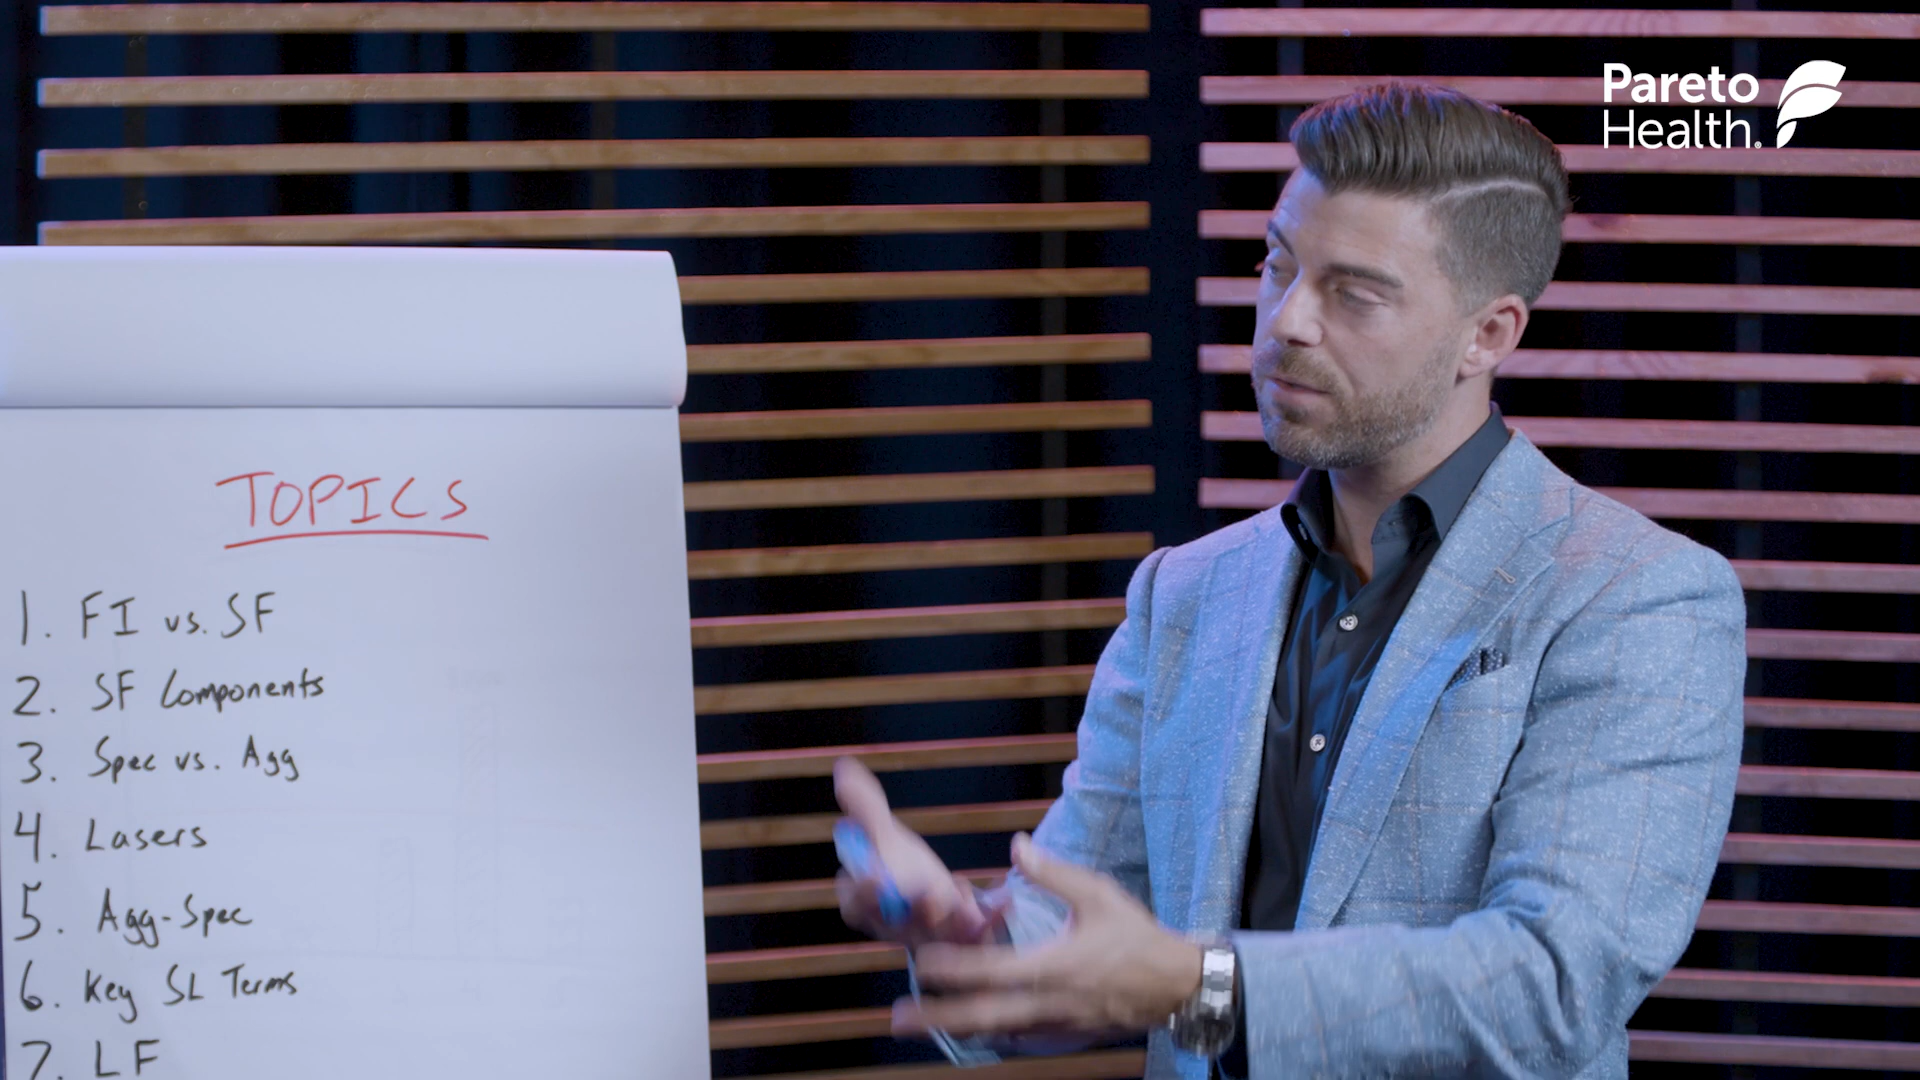 Pareto
Health.
TOPICS
1. FI vs. SF
2. SF Components
3. Spec vs. Agg
4. Lasers
5. Agg-Spec
6. Key SL Terms
7. LF